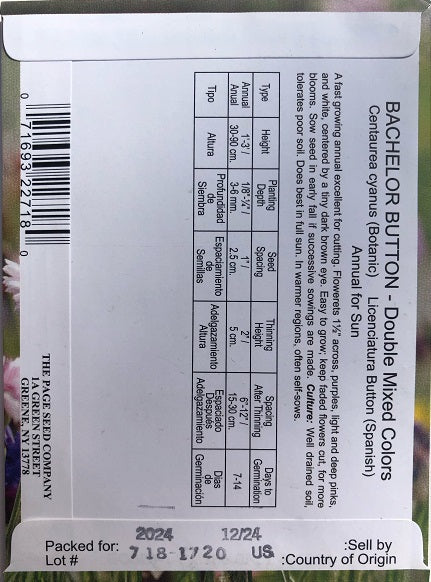 BACHELOR BUTTON - Double Mixed Colors
Centaurea cyanus (Botanic) Licenciatura Button (Spanish)
Annual for Sun
A fast growing annual excellent for cutting. Flowerets 1½" across, purples, light and deep pinks,
and white, centered by a tiny dark brown eye. Easy to grow; keep faded flowers cut, for more
blooms. Sow seed in early fall if successive sowings are made. Culture: Well drained soil,
tolerates poor soil. Does best in full sun. In warmer regions, often self-sows.
Type Height Planting Depth Seed Spacing Thinning Height Spacing After Thinning Days to Germination
Annual Anual 1'-3'/ 30-90 cm. 1/8"-¼"/ 3-6 mm. 1"/ 2.5 cm. 2"/ 5 cm. 6"-12"/ 15-30 cm. 7-14
Tipo Altura Profundidad de Siembra Espaciamiento de Semillas Adelgazamiento Altura Espaciado Después Adelgazamiento Dias de Germinación
0 71693 22718 0
THE PAGE SEED COMPANY
1A GREEN STREET
GREENE, NY 13778
2024 12/24 :Sell by
Packed for: 718-1720 US :Country of Origin
Lot #